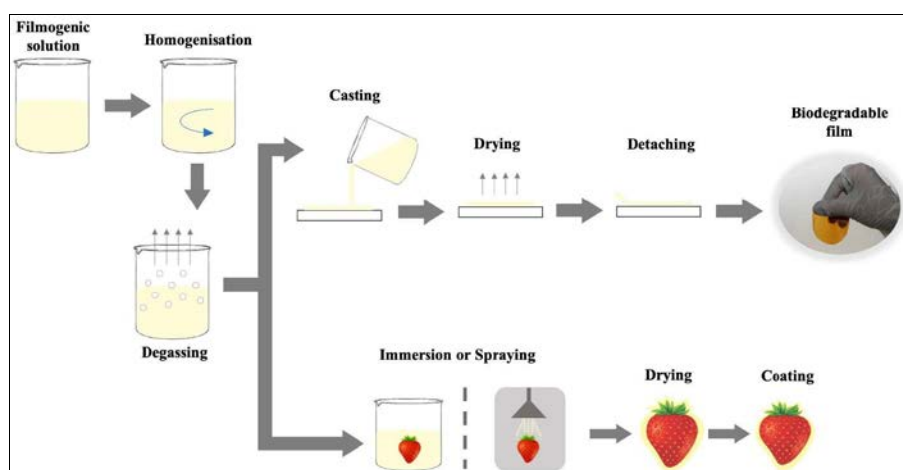 Filmogenic
solution
Homogenisation
Casting
Drying
Detaching
Biodegradable
film
Degassing
Immersion or Spraying
Drying
Coating